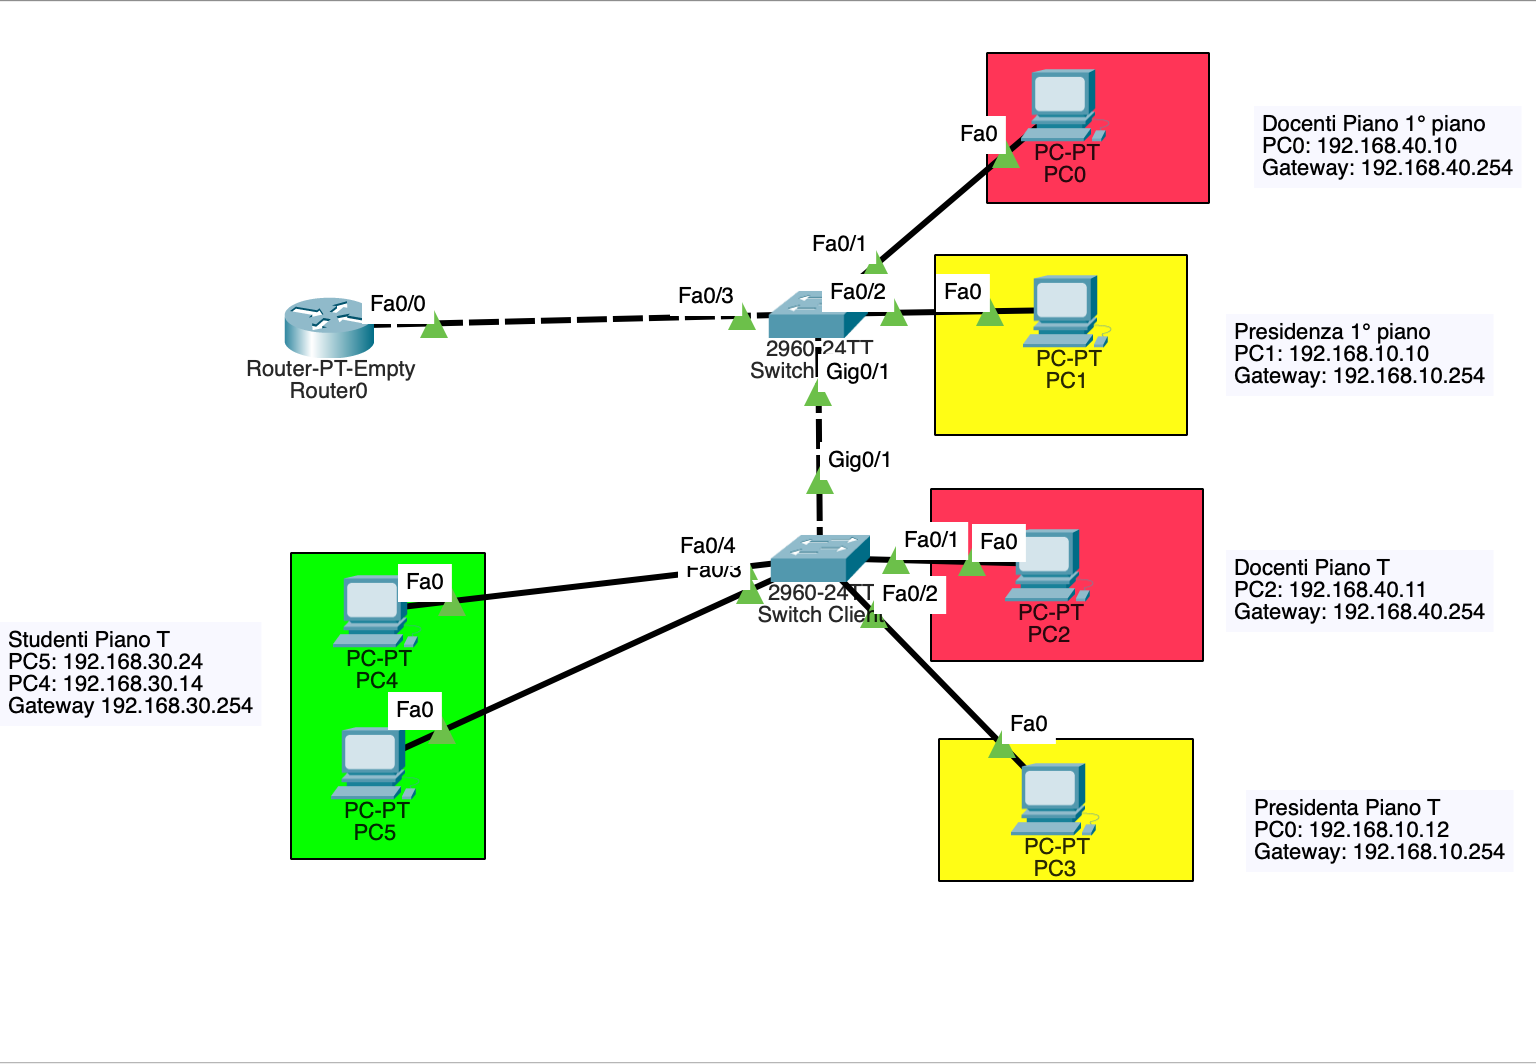 Fa0
PC-PT
PC0
Docenti Piano 1° piano
PC0: 192.168.40.10
Gateway: 192.168.40.254
Fa0/1
Fa0/0
Fa0/3
Fa0/2
Fa0
Router-PT-Empty
Router0
2960-24TT
Switch
Gig0/1
PC-PT
PC1
Presidenza 1° piano
PC1: 192.168.10.10
Gateway: 192.168.10.254
Gig0/1
Fa0/4
Fa0/3
Fa0/1
Fa0
2960-24TT
Switch Client
Fa0/2
PC-PT
PC2
Docenti Piano T
PC2: 192.168.40.11
Gateway: 192.168.40.254
Fa0
PC-PT
PC4
Studenti Piano T
PC5: 192.168.30.24
PC4: 192.168.30.14
Gateway 192.168.30.254
Fa0
PC-PT
PC5
Fa0
PC-PT
PC3
Presidenta Piano T
PC0: 192.168.10.12
Gateway: 192.168.10.254